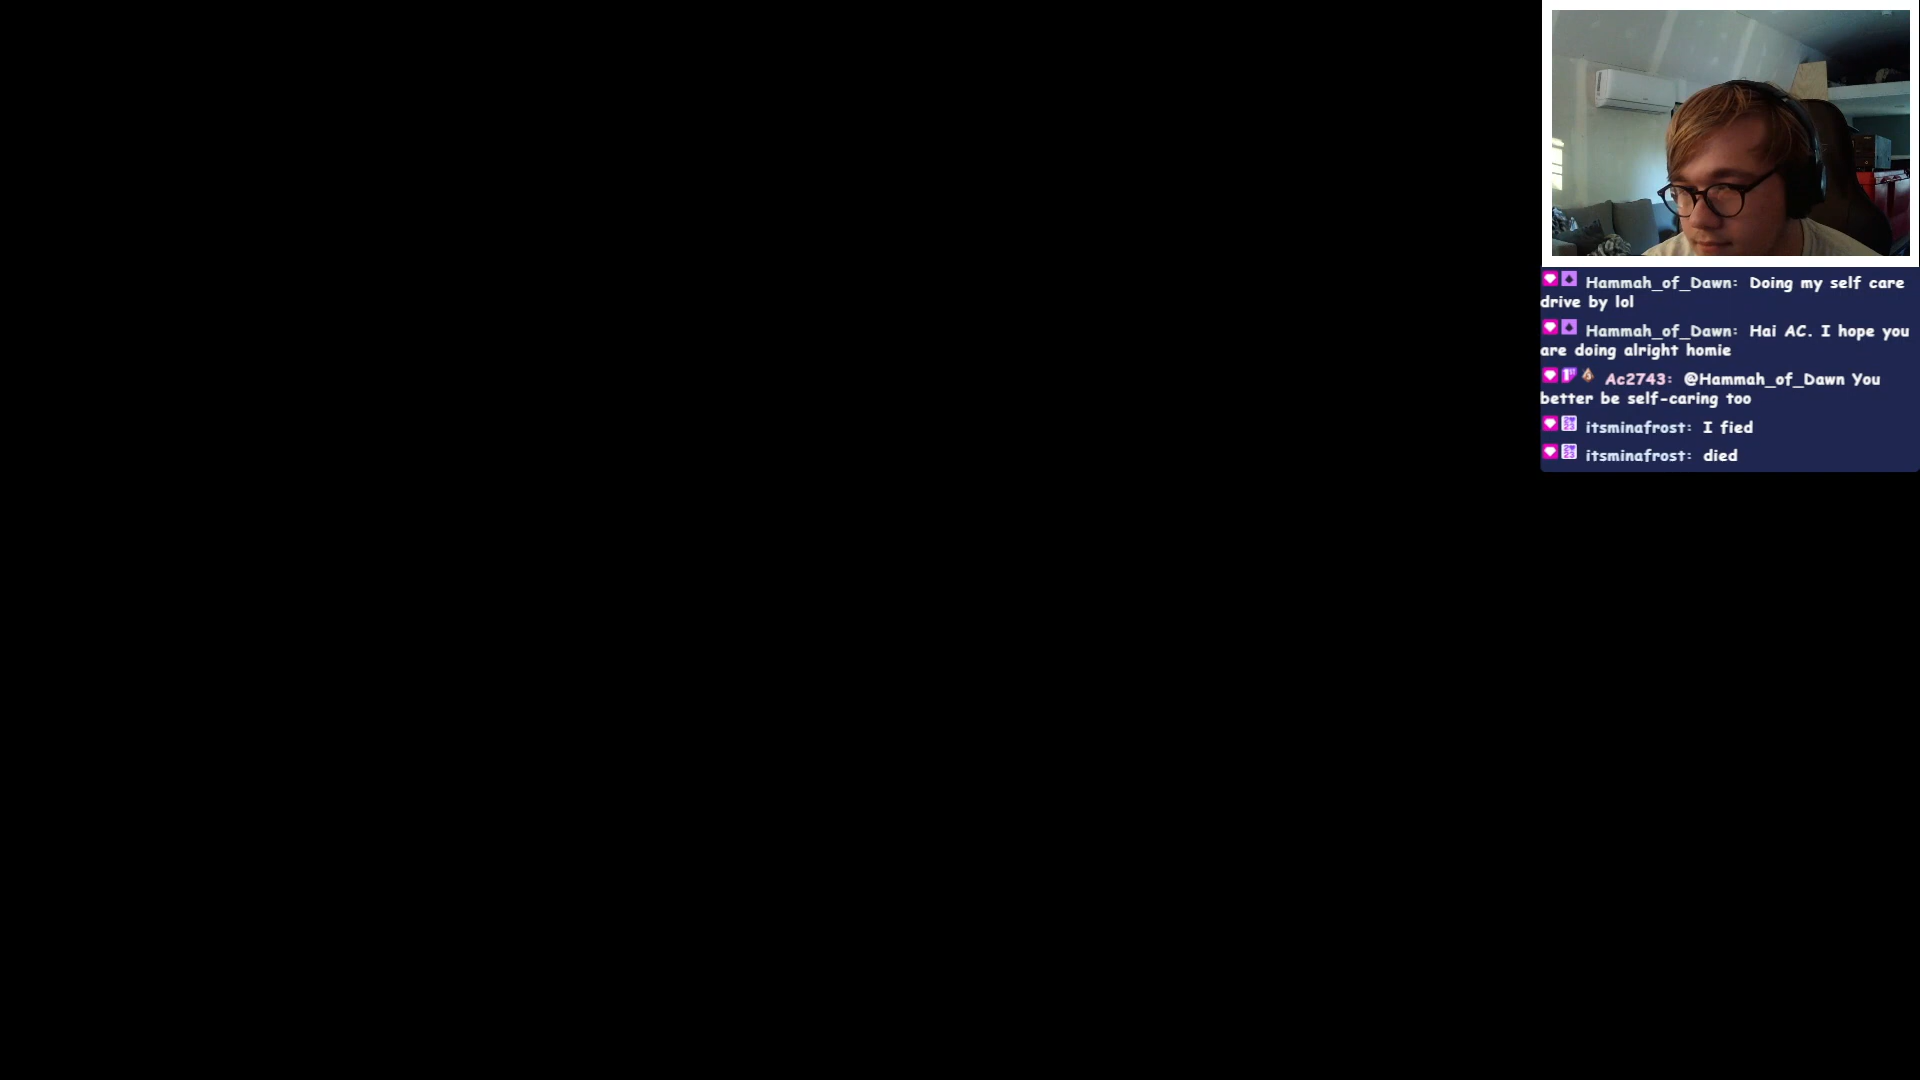 Hammah_of_Dawn: Doing my self care
drive by lol
Hammah_of_Dawn: Hai AC. I hope you
are doing alright homie
Ac2743: @Hammah_of_Dawn You
better be self-caring too
itsminafrost: I fied
itsminafrost: died